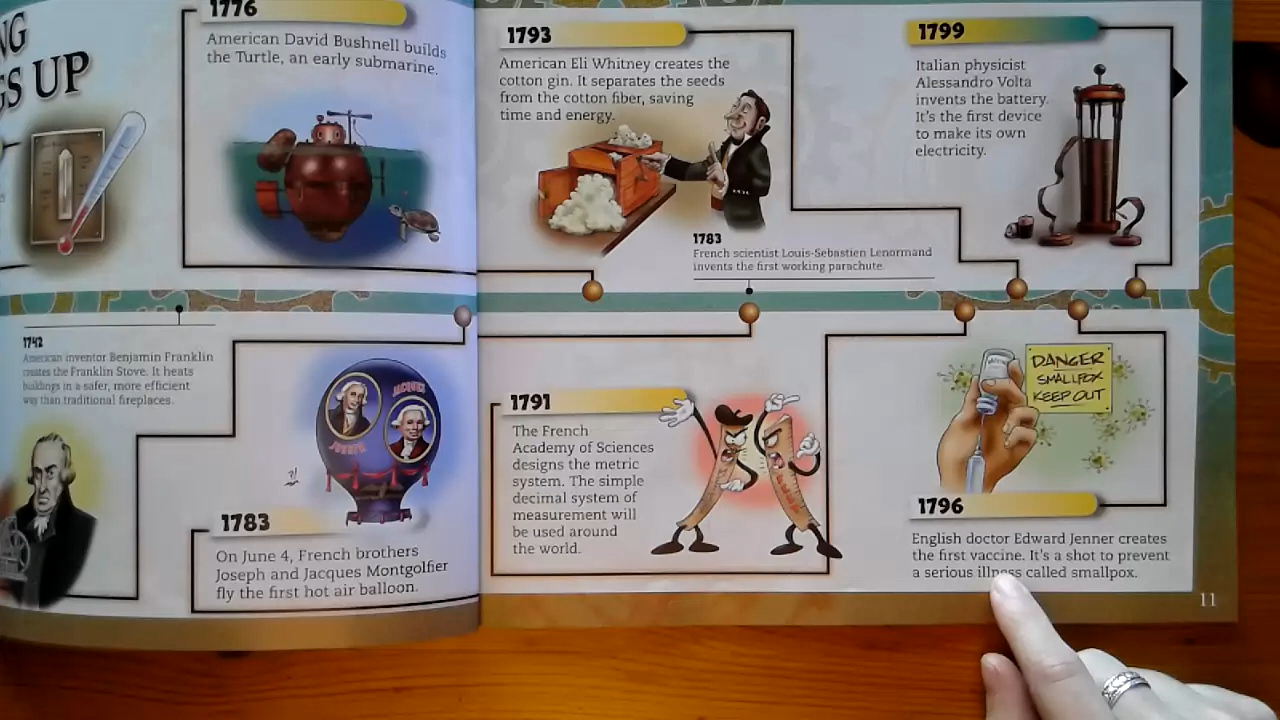 NG
GS UP
1776
American David Bushnell builds
the Turtle, an early submarine.
1742
American inventor Benjamin Franklin
creates the Franklin Stove. It heats
buildings in a safer, more efficient
way than traditional fireplaces.
JACQUES
JOSEPH
1783
On June 4, French brothers
Joseph and Jacques Montgolfier
fly the first hot air balloon.
1793
American Eli Whitney creates the
cotton gin. It separates the seeds
from the cotton fiber, saving
time and energy.
1783
French scientist Louis-Sebastien Lenormand
invents the first working parachute.
1799
Italian physicist
Alessandro Volta
invents the battery.
It's the first device
to make its own
electricity.
1791
The French
Academy of Sciences
designs the metric
system. The simple
decimal system of
measurement will
be used around
the world.
DANGER
SMALLPOX
KEEP OUT
1796
English doctor Edward Jenner creates
the first vaccine. It's a shot to prevent
a serious illness called smallpox.
11